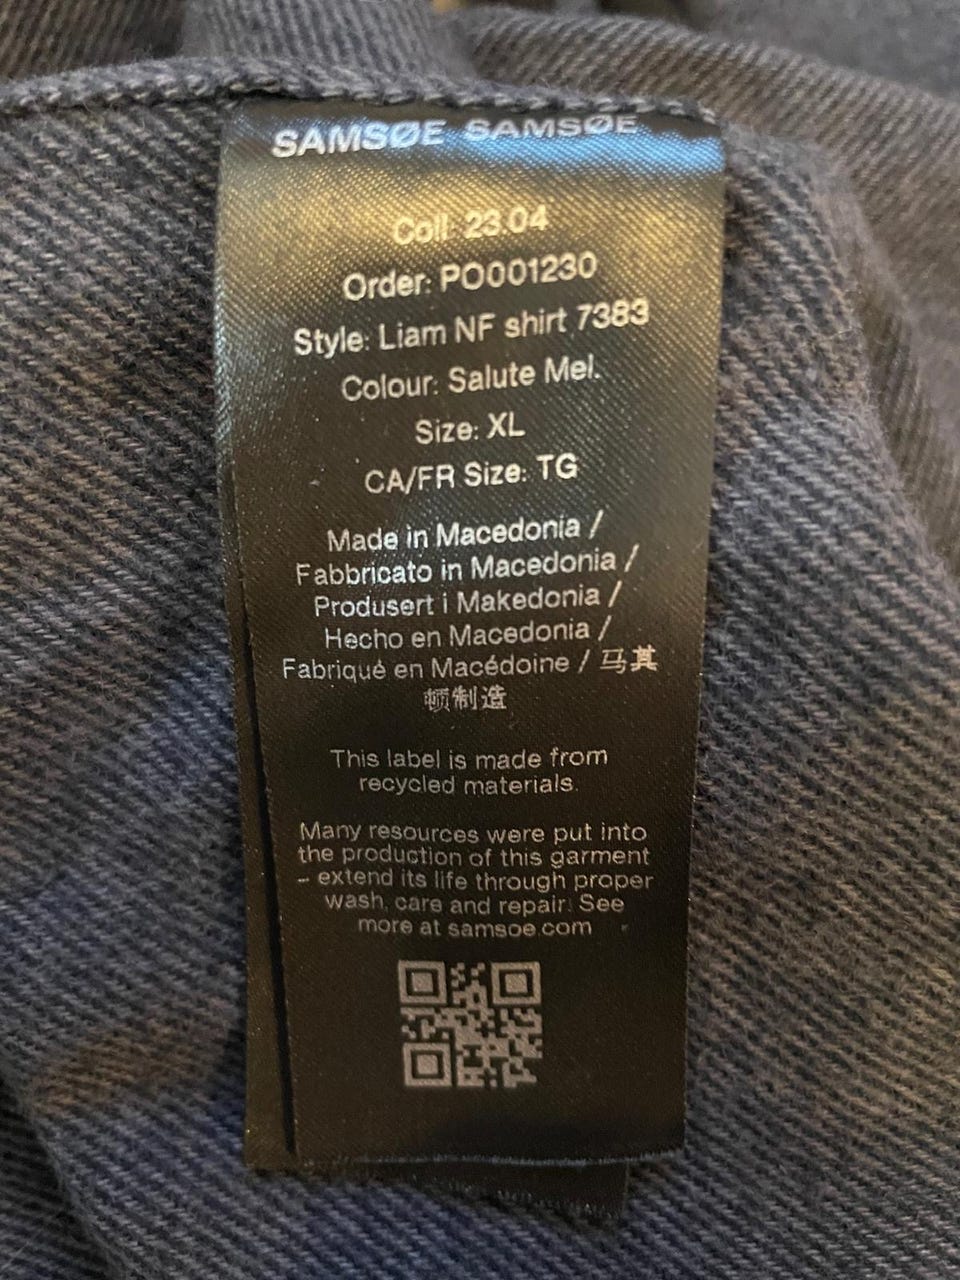 SAMSØE SAMSØE
Coll: 23.04
Order: PO001230
Style: Liam NF shirt 7383
Colour: Salute Mel.
Size: XL
CA/FR Size: TG
Made in Macedonia /
Fabbricato in Macedonia /
Produsert i Makedonia /
Hecho en Macedonia /
Fabriqué en Macédoine / 马其
顿制造
This label is made from
recycled materials.
Many resources were put into
the production of this garment
– extend its life through proper
wash, care and repair. See
more at samsoe.com